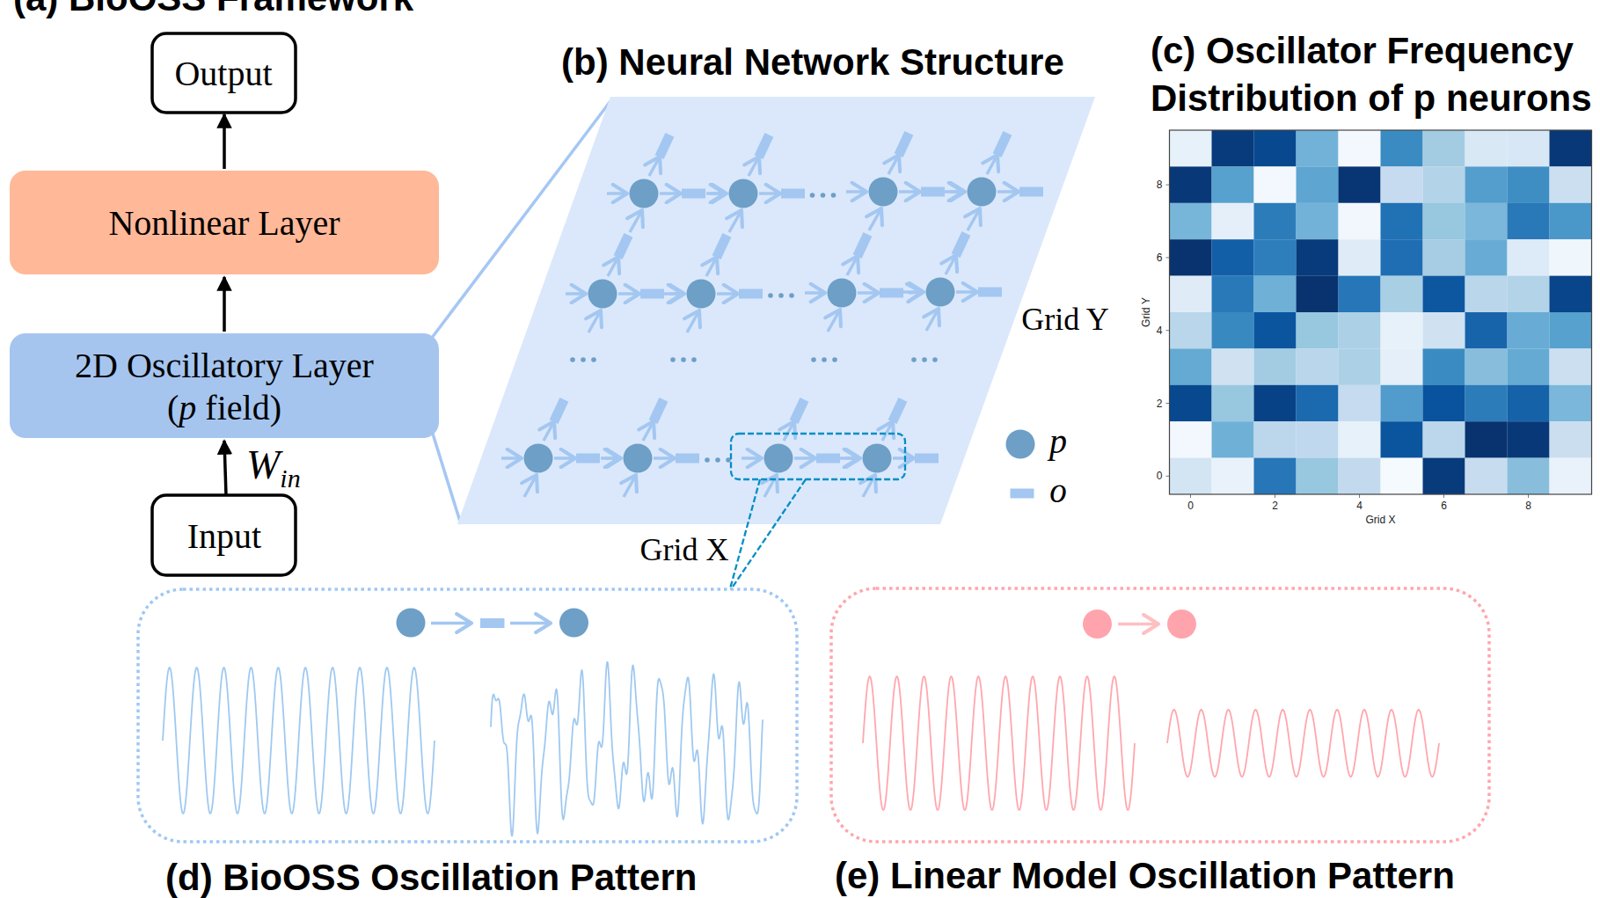 (a) BioOSS Framework
Output
Nonlinear Layer
2D Oscillatory Layer
(p field)
W_in
Input
(b) Neural Network Structure
Grid Y
p
o
Grid X
(c) Oscillator Frequency
Distribution of p neurons
8
6
4
2
0
Grid Y
0 2 4 6 8
Grid X
(d) BioOSS Oscillation Pattern
(e) Linear Model Oscillation Pattern